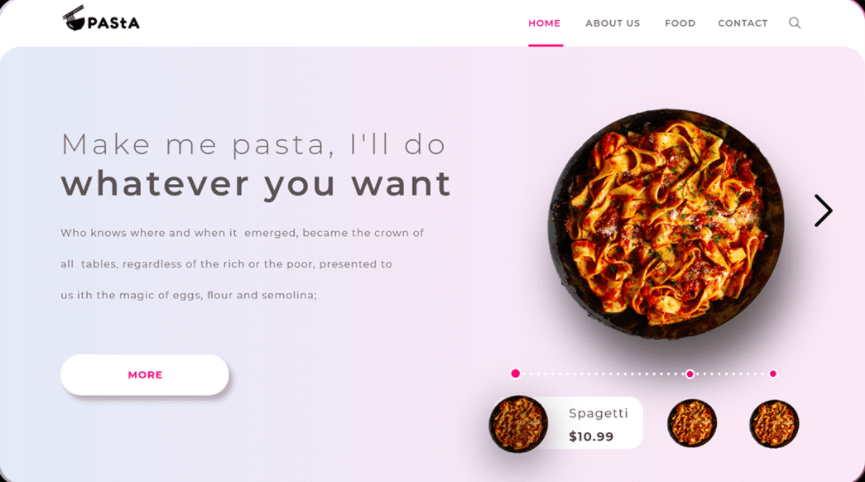 PAStA
HOME ABOUT US FOOD CONTACT
Make me pasta, I'll do
whatever you want
Who knows where and when it emerged, became the crown of
all tables, regardless of the rich or the poor, presented to
us ith the magic of eggs, flour and semolina;
MORE
Spagetti
$10.99